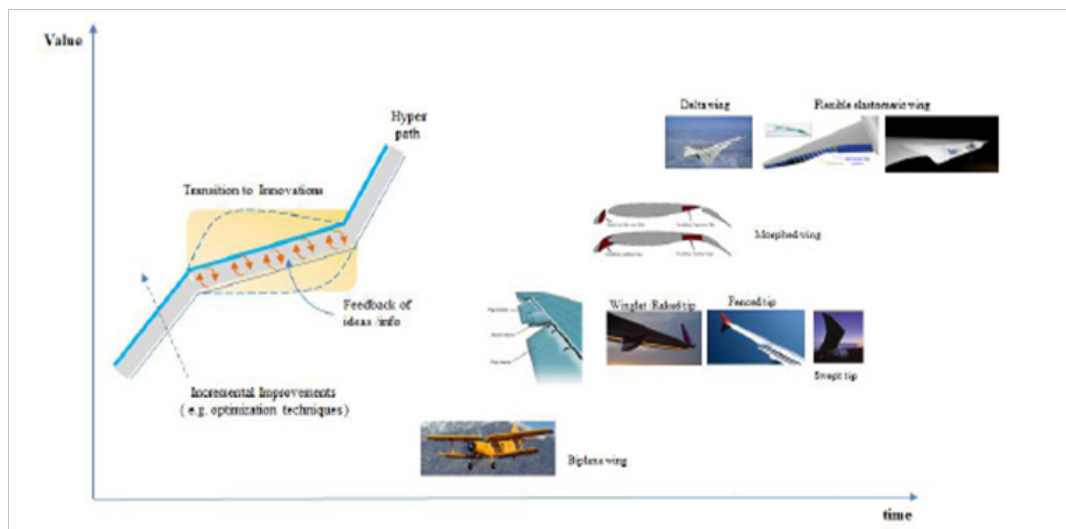 Value
Delta wing
Flexible elastomeric wing
Hyper
path
Transition to Innovations
Morphed wing
Winglet /Raked tip
Fenced tip
Feedback of
ideas /info
Swept tip
Incremental Improvements
( e.g. optimization techniques)
Biplane wing
time